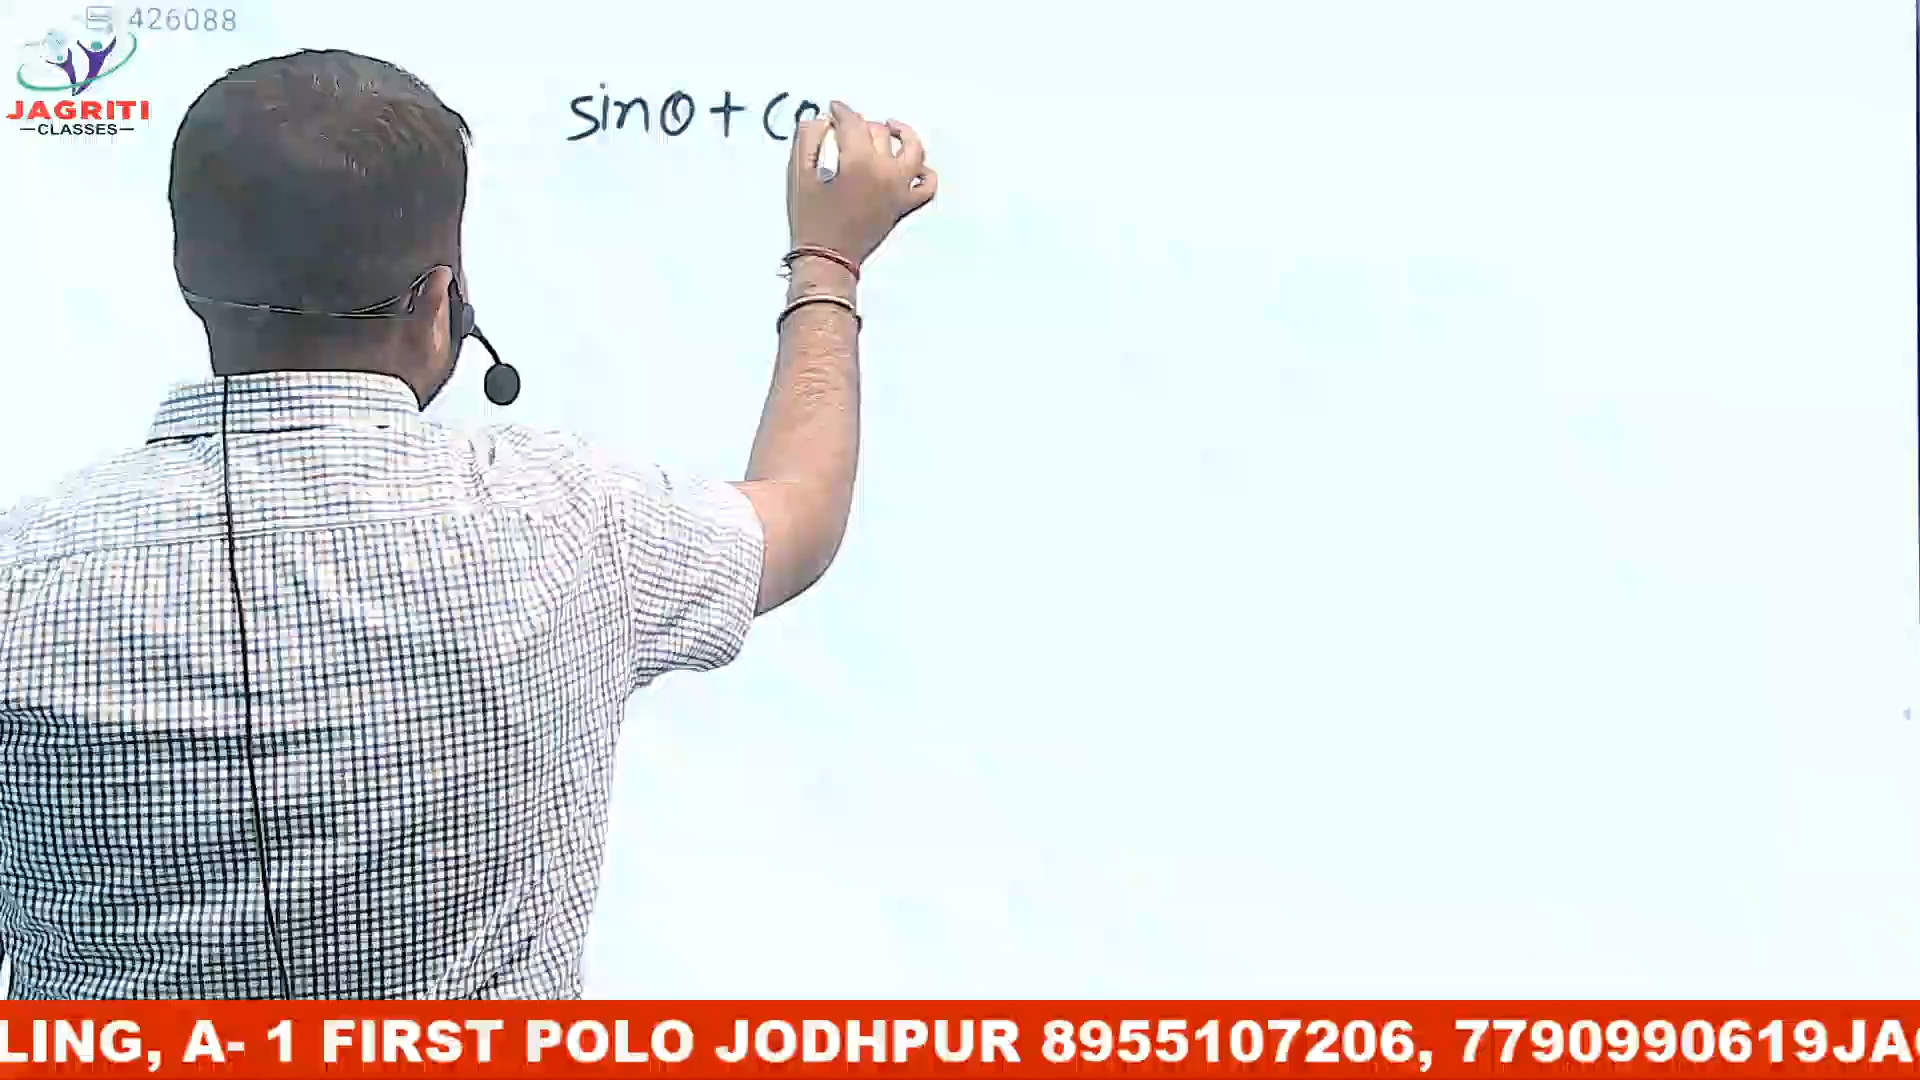 426088
JAGRITI
CLASSES
sinθ + co
LING, A- 1 FIRST POLO JODHPUR 8955107206, 7790990619JA